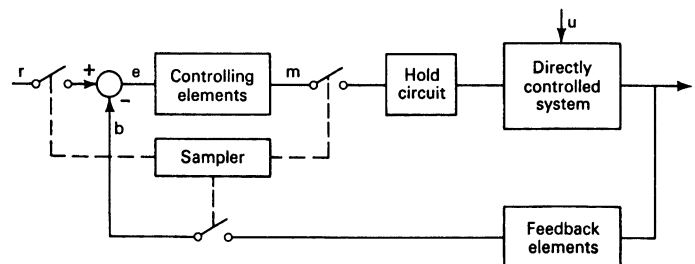 u
r
+
e
Controlling
elements
m
Hold
circuit
Directly
controlled
system
-
b
Sampler
Feedback
elements